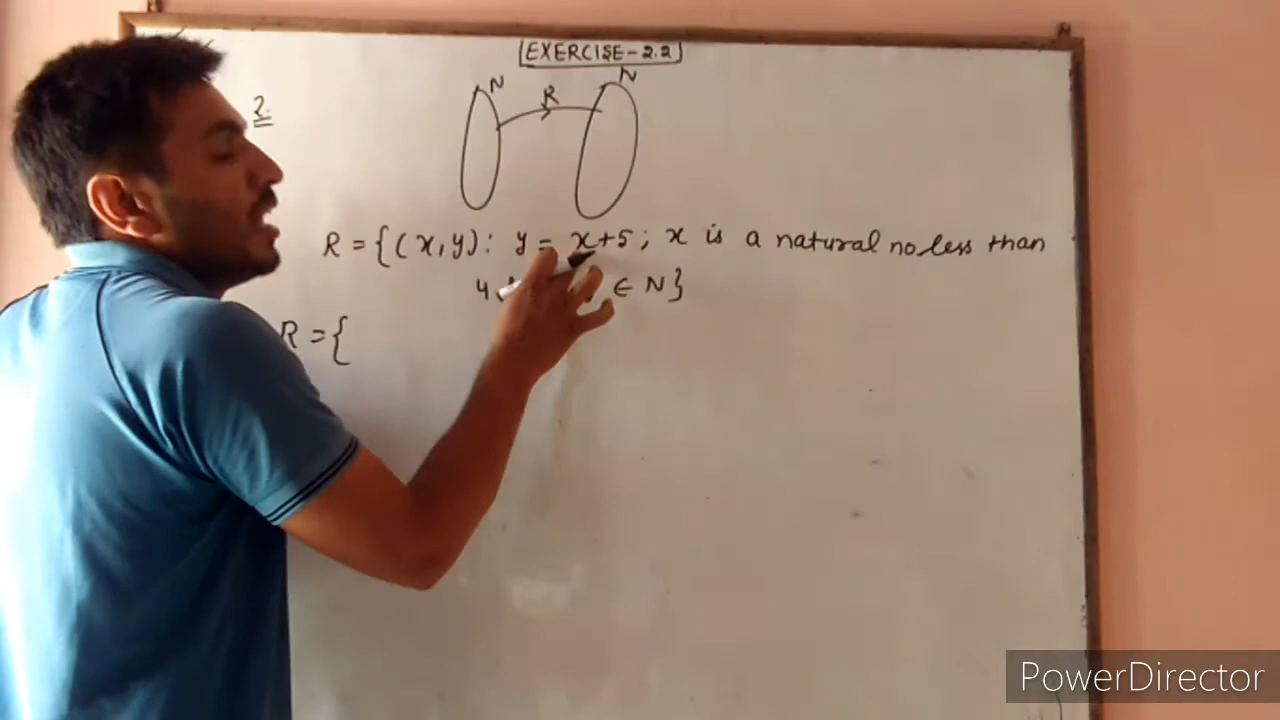 EXERCISE-2.2
2.
N R N
R = {(x, y): y = x+5; x is a natural no. less than
4 ∈ N}
R = {
PowerDirector